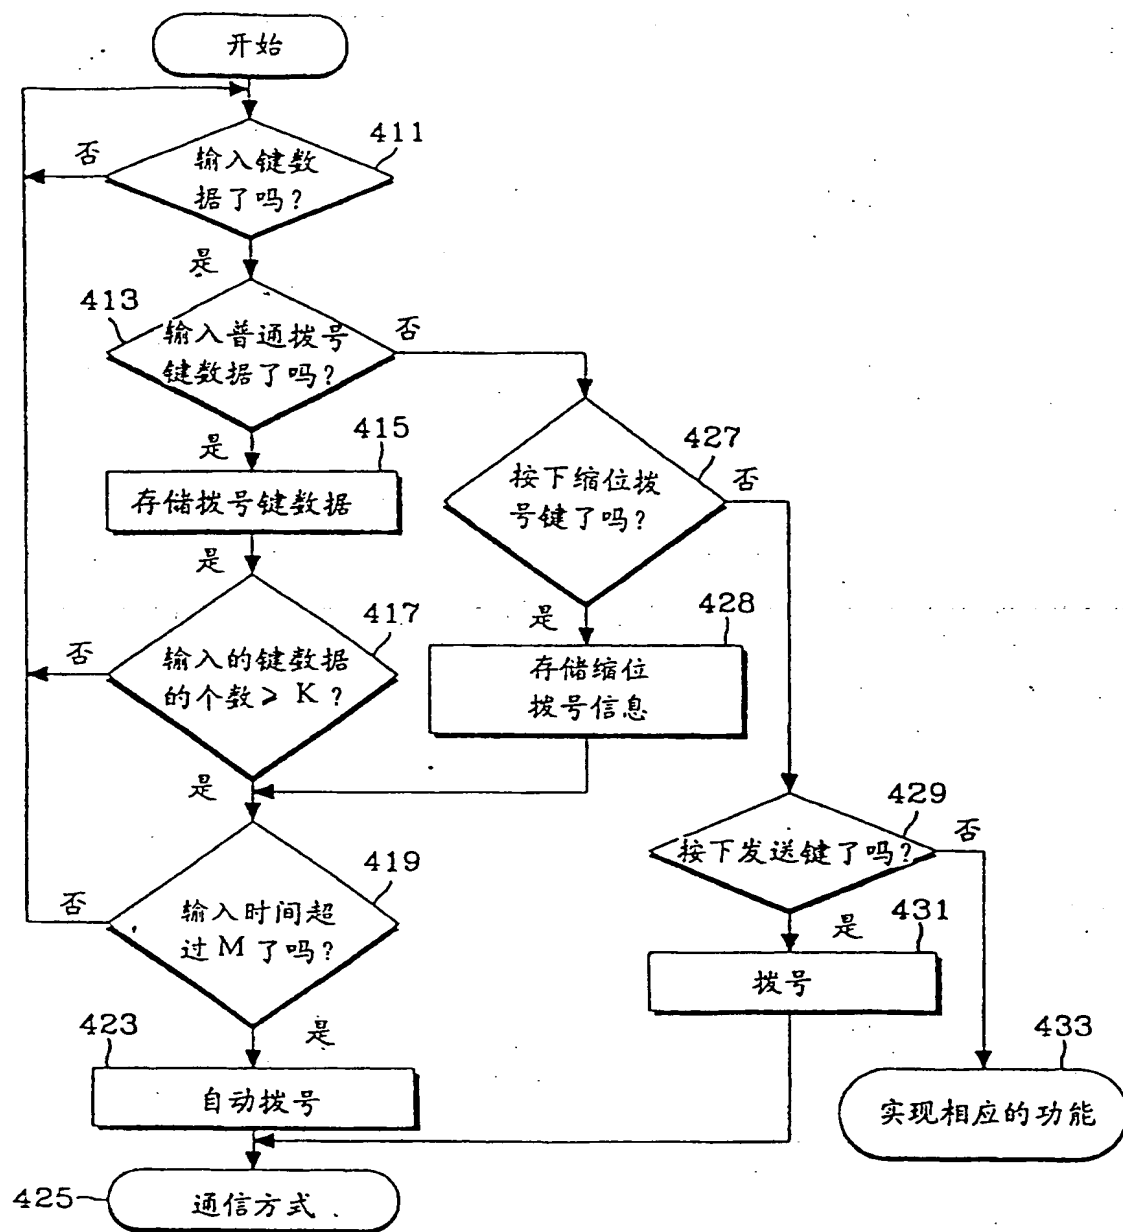 开始
411
否
输入键数
据了吗?
是
413
输入普通拨号
键数据了吗?
否
是
415
存储拨号键数据
427
按下缩位拨
号键了吗?
否
是
417
输入的键数据
的个数≥ K ?
否
是
428
存储缩位
拨号信息
是
419
输入时间超
过 M 了吗?
否
429
按下发送键了吗?
否
是
431
拨号
是
423
自动拨号
433
实现相应的功能
425
通信方式